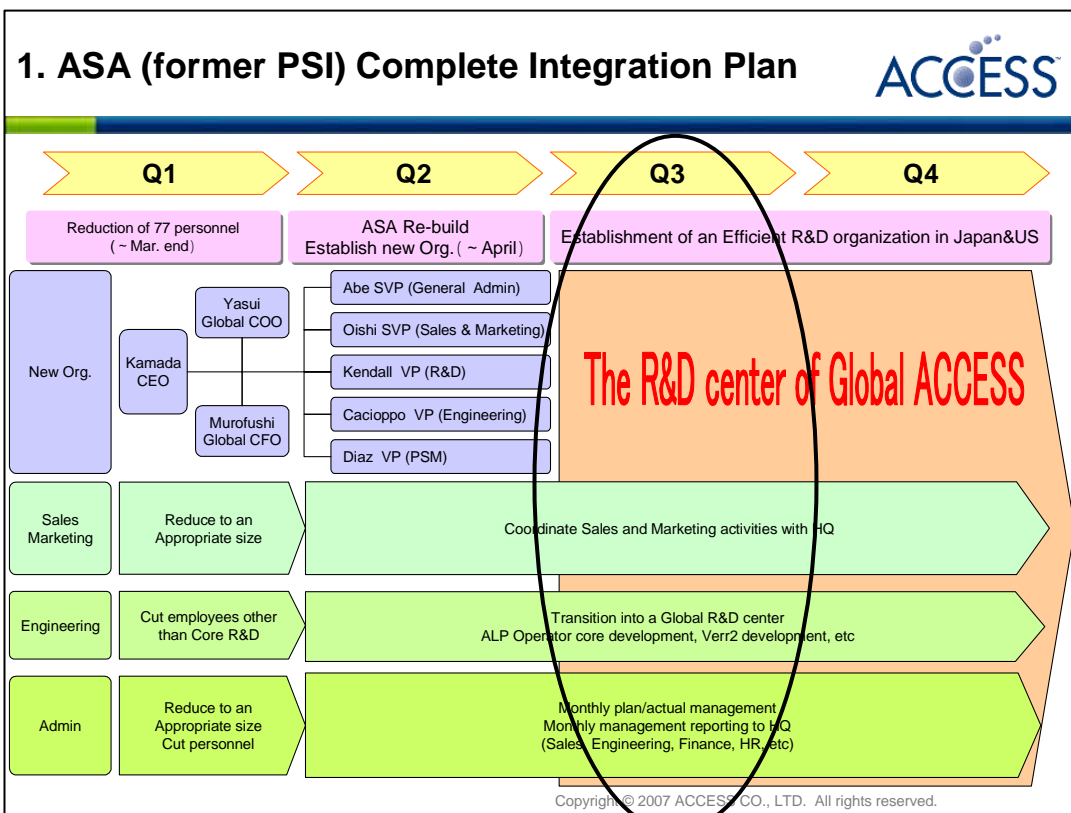 1. ASA (former PSI) Complete Integration Plan
ACCESS™
Q1
Q2
Q3
Q4
Reduction of 77 personnel
( ~ Mar. end)
ASA Re-build
Establish new Org. ( ~ April)
Establishment of an Efficient R&D organization in Japan&US
New Org.
Kamada
CEO
Yasui
Global COO
Murofushi
Global CFO
Abe SVP (General Admin)
Oishi SVP (Sales & Marketing)
Kendall VP (R&D)
Cacioppo VP (Engineering)
Diaz VP (PSM)
The R&D center of Global ACCESS
Sales
Marketing
Reduce to an
Appropriate size
Coordinate Sales and Marketing activities with HQ
Engineering
Cut employees other
than Core R&D
Transition into a Global R&D center
ALP Operator core development, Verr2 development, etc
Admin
Reduce to an
Appropriate size
Cut personnel
Monthly plan/actual management
Monthly management reporting to HQ
(Sales, Engineering, Finance, HR, etc)
Copyright © 2007 ACCESS CO., LTD. All rights reserved.